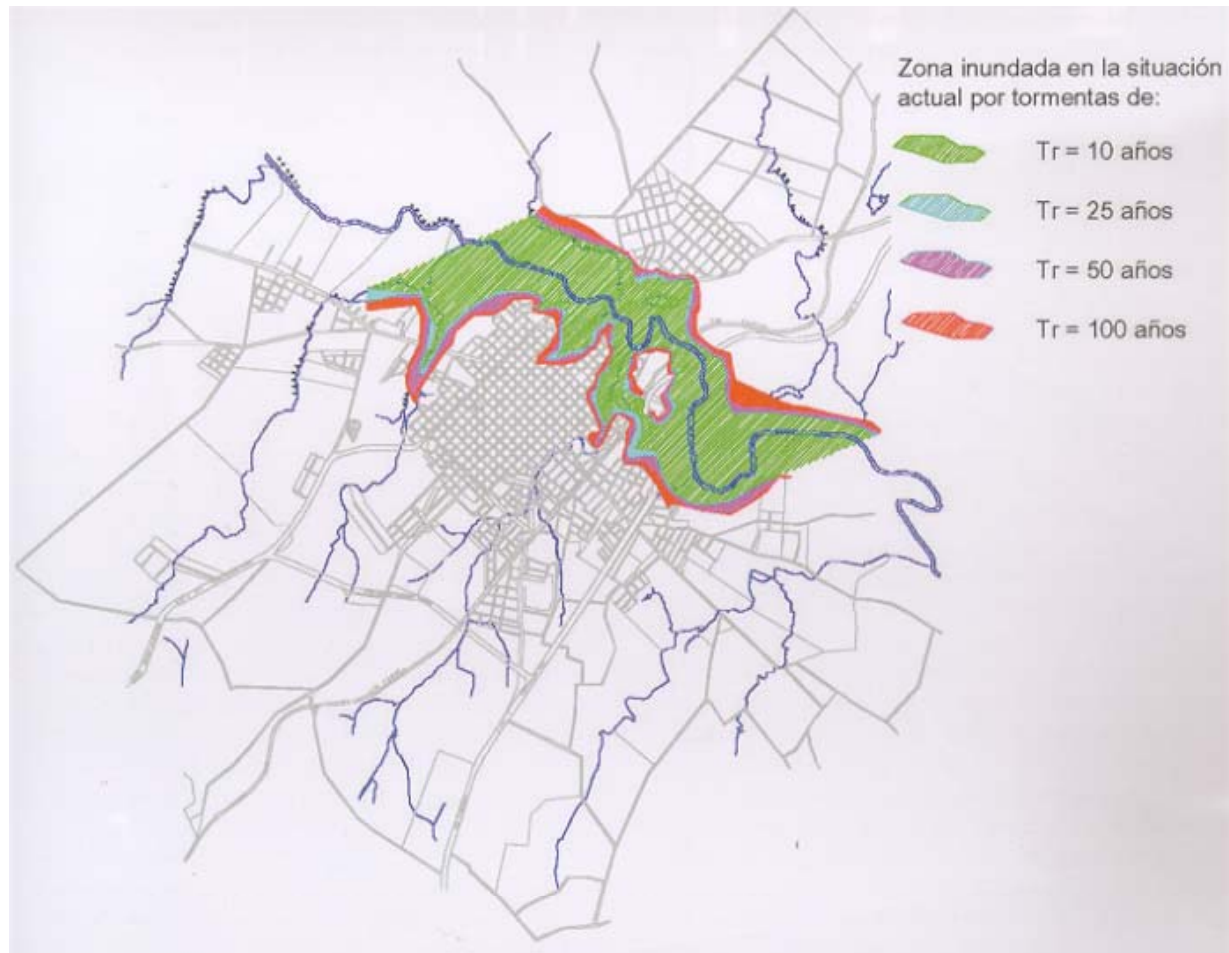 Zona inundada en la situación
actual por tormentas de:
Tr = 10 años
Tr = 25 años
Tr = 50 años
Tr = 100 años